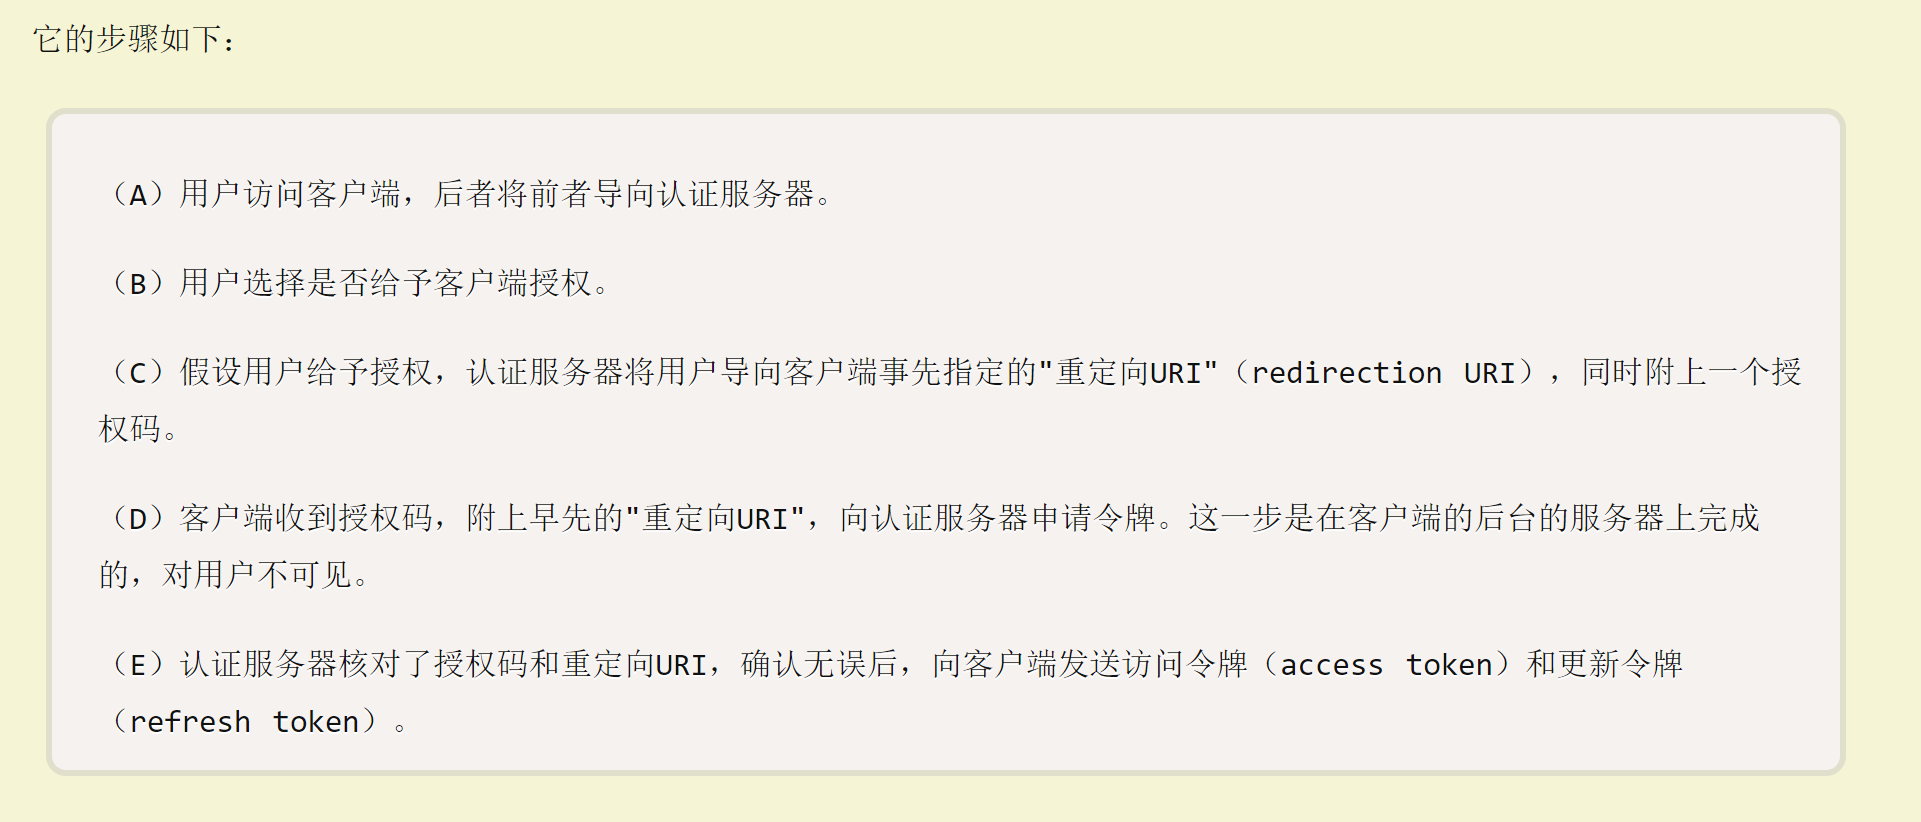 它的步骤如下：
（A）用户访问客户端，后者将前者导向认证服务器。
（B）用户选择是否给予客户端授权。
（C）假设用户给予授权，认证服务器将用户导向客户端事先指定的"重定向URI"（redirection URI），同时附上一个授
权码。
（D）客户端收到授权码，附上早先的"重定向URI"，向认证服务器申请令牌。这一步是在客户端的后台的服务器上完成
的，对用户不可见。
（E）认证服务器核对了授权码和重定向URI，确认无误后，向客户端发送访问令牌（access token）和更新令牌
（refresh token）。